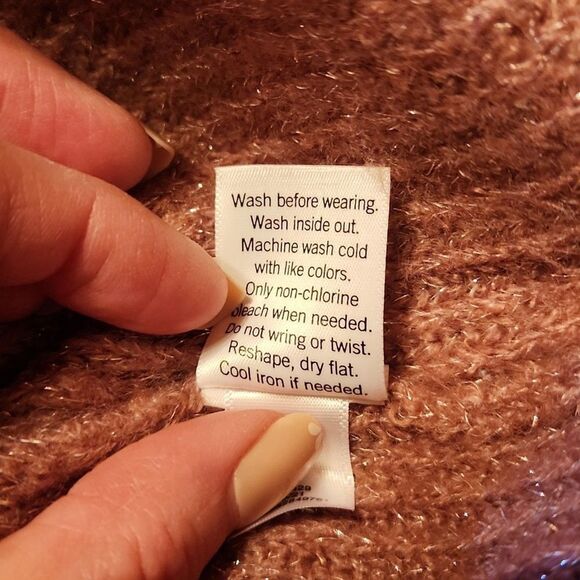 Wash before wearing.
Wash inside out.
Machine wash cold
with like colors.
Only non-chlorine
bleach when needed.
Do not wring or twist.
Reshape, dry flat.
Cool iron if needed.